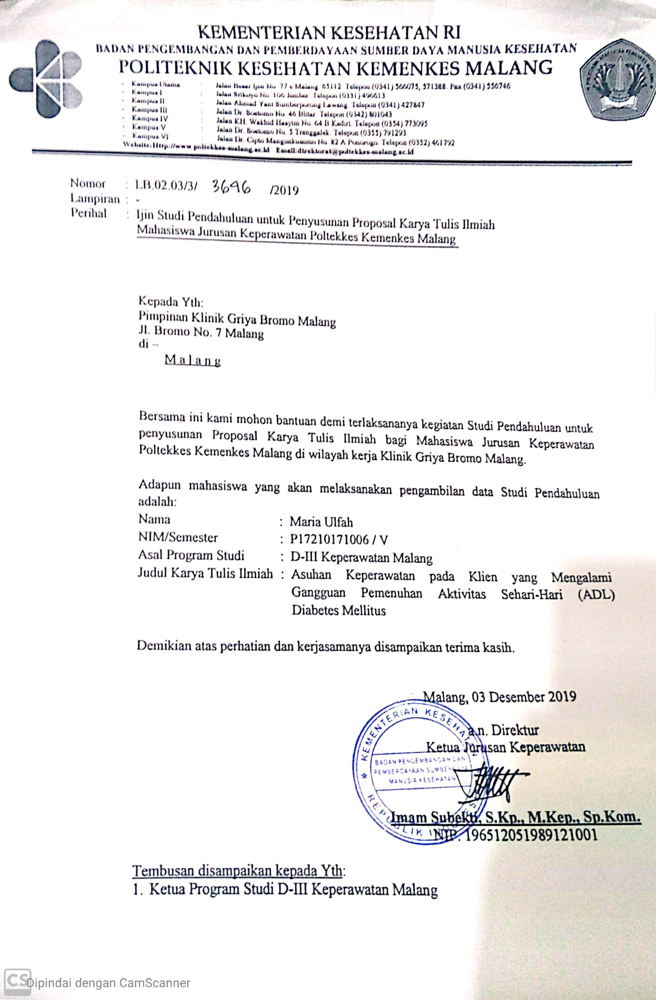 KEMENTERIAN KESEHATAN RI
BADAN PENGEMBANGAN DAN PEMBERDAYAAN SUMBER DAYA MANUSIA KESEHATAN
POLITEKNIK KESEHATAN KEMENKES MALANG
- Kampus Utama : Jalan Besar Ijen No 77 c Malang 65112 Telepon (0341) 566075, 571388. Fax (0341) 556746
- Kampus I : Jalan Srikoyo No 106 Jember Telepon (0331) 486613
- Kampus II : Jalan Ahmad Yani Sumberporong Lawang. Telepon (0341) 427847
- Kampus III : Jalan Dr. Soetomo No. 46 Blitar. Telepon (0342) 801043
- Kampus IV : Jalan KH. Wakhid Hasyim No. 64 B Kediri. Telepon (0354) 773095
- Kampus V : Jalan Dr. Soetomo No. 5 Trenggalek. Telepon (0355) 791293
- Kampus VI : Jalan Dr. Cipto Mangunkusumo No. 82 A Ponorogo. Telepon (0352) 461792
Website:Http://www.poltekkes-malang.ac.id Email:direktorat@poltekkes-malang.ac.id
Nomor : LB.02.03/3/ 3696 /2019
Lampiran : -
Perihal : Ijin Studi Pendahuluan untuk Penyusunan Proposal Karya Tulis Ilmiah
Mahasiswa Jurusan Keperawatan Poltekkes Kemenkes Malang
Kepada Yth:
Pimpinan Klinik Griya Bromo Malang
Jl. Bromo No. 7 Malang
di –
Malang
Bersama ini kami mohon bantuan demi terlaksananya kegiatan Studi Pendahuluan untuk
penyusunan Proposal Karya Tulis Ilmiah bagi Mahasiswa Jurusan Keperawatan
Poltekkes Kemenkes Malang di wilayah kerja Klinik Griya Bromo Malang.
Adapun mahasiswa yang akan melaksanakan pengambilan data Studi Pendahuluan
adalah:
Nama : Maria Ulfah
NIM/Semester : P17210171006 / V
Asal Program Studi : D-III Keperawatan Malang
Judul Karya Tulis Ilmiah : Asuhan Keperawatan pada Klien yang Mengalami
Gangguan Pemenuhan Aktivitas Sehari-Hari (ADL)
Diabetes Mellitus
Demikian atas perhatian dan kerjasamanya disampaikan terima kasih.
Malang, 03 Desember 2019
a.n. Direktur
Ketua Jurusan Keperawatan
KEMENTERIAN KESEHATAN
BADAN PENGEMBANGAN DAN
PEMBERDAYAAN SUMBER DAYA
MANUSIA KESEHATAN
REPUBLIK INDONESIA
Imam Subekti, S.Kp., M.Kep., Sp.Kom.
NIP. 196512051989121001
Tembusan disampaikan kepada Yth:
1. Ketua Program Studi D-III Keperawatan Malang
CS Dipindai dengan CamScanner